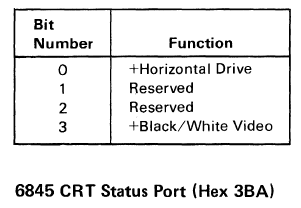 Bit
Number Function
0 +Horizontal Drive
1 Reserved
2 Reserved
3 +Black/White Video
6845 CRT Status Port (Hex 3BA)